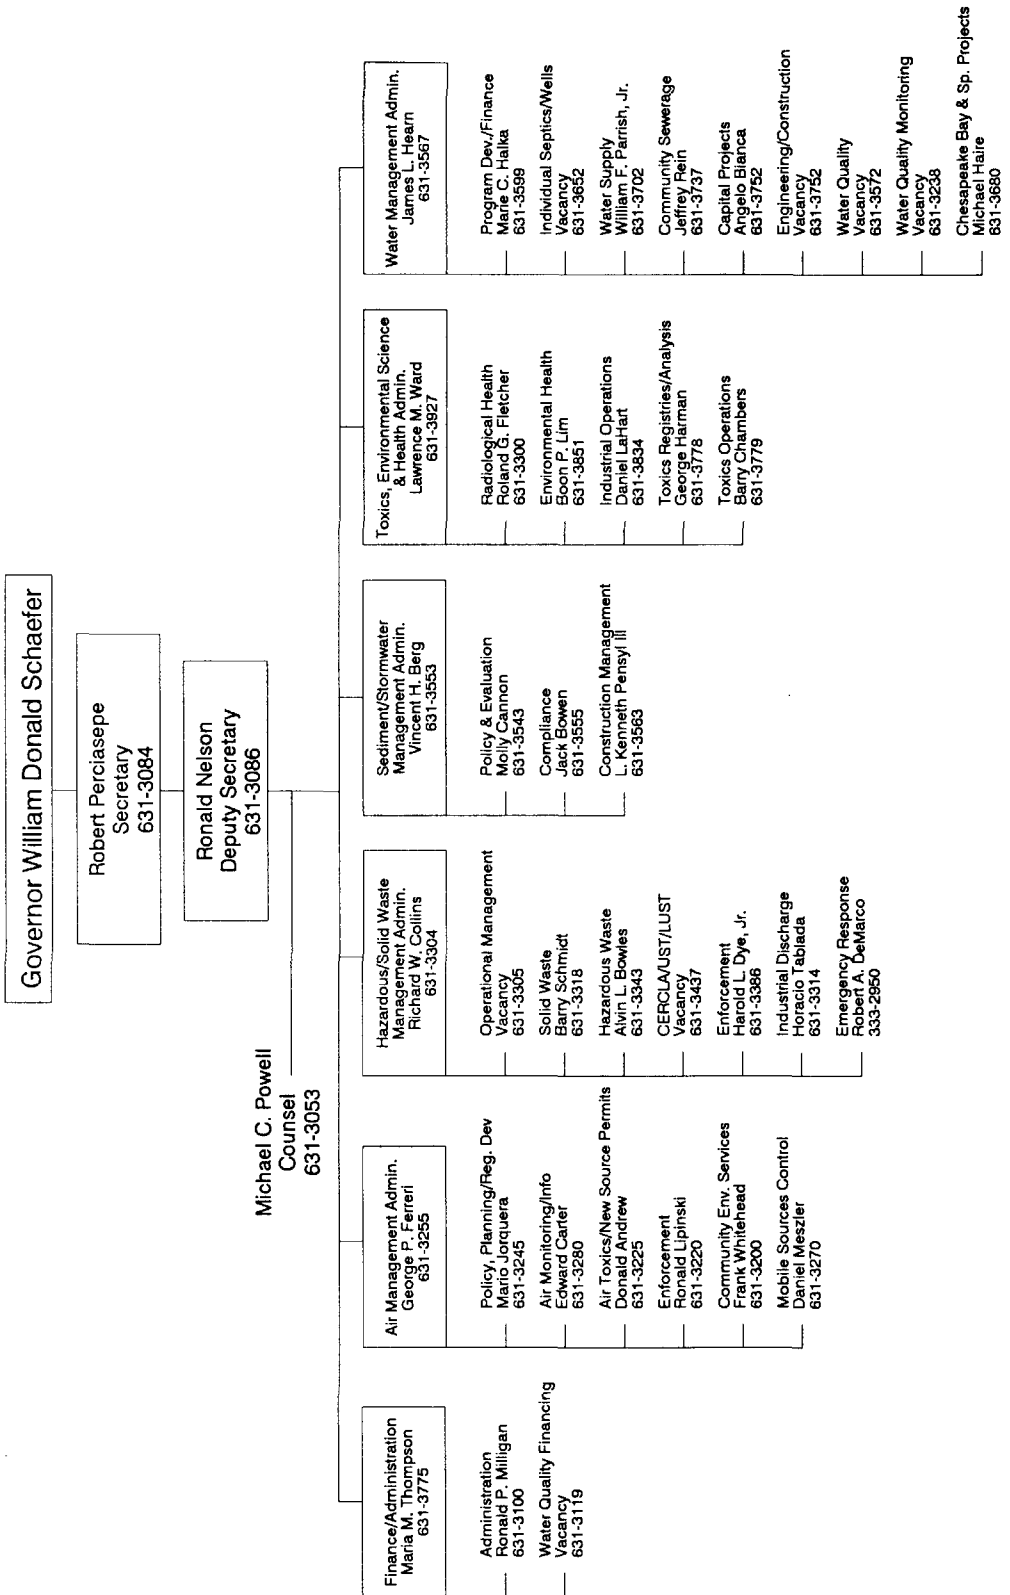 Governor William Donald Schaefer
Robert Perciasepe
Secretary
631-3084
Ronald Nelson
Deputy Secretary
631-3086
Michael C. Powell
Counsel
631-3053
Finance/Administration
Maria M. Thompson
631-3775
Administration
Ronald P. Milligan
631-3100
Water Quality Financing
Vacancy
631-3119
Air Management Admin.
George P. Ferreri
631-3255
Policy, Planning/Reg. Dev
Mario Jorquera
631-3245
Air Monitoring/Info
Edward Carter
631-3280
Air Toxics/New Source Permits
Donald Andrew
631-3225
Enforcement
Ronald Lipinski
631-3220
Community Env. Services
Frank Whitehead
631-3200
Mobile Sources Control
Daniel Meszler
631-3270
Hazardous/Solid Waste
Management Admin.
Richard W. Collins
631-3304
Operational Management
Vacancy
631-3305
Solid Waste
Barry Schmidt
631-3318
Hazardous Waste
Alvin L. Bowles
631-3343
CERCLA/UST/LUST
Vacancy
631-3437
Enforcement
Harold L. Dye, Jr.
631-3386
Industrial Discharge
Horacio Tablada
631-3314
Emergency Response
Robert A. DeMarco
333-2950
Sediment/Stormwater
Management Admin.
Vincent H. Berg
631-3553
Policy & Evaluation
Molly Cannon
631-3543
Compliance
Jack Bowen
631-3555
Construction Management
L. Kenneth Pensyl III
631-3563
Toxics, Environmental Science
& Health Admin.
Lawrence M. Ward
631-3927
Radiological Health
Roland G. Fletcher
631-3300
Environmental Health
Boon P. Lim
631-3851
Industrial Operations
Daniel LaHart
631-3834
Toxics Registries/Analysis
George Harman
631-3778
Toxics Operations
Barry Chambers
631-3779
Water Management Admin.
James L. Hearn
631-3567
Program Dev./Finance
Marie C. Halka
631-3599
Individual Septics/Wells
Vacancy
631-3652
Water Supply
William F. Parrish, Jr.
631-3702
Community Sewerage
Jeffrey Rein
631-3737
Capital Projects
Angelo Bianca
631-3752
Engineering/Construction
Vacancy
631-3752
Water Quality
Vacancy
631-3572
Water Quality Monitoring
Vacancy
631-3238
Chesapeake Bay & Sp. Projects
Michael Haire
631-3680